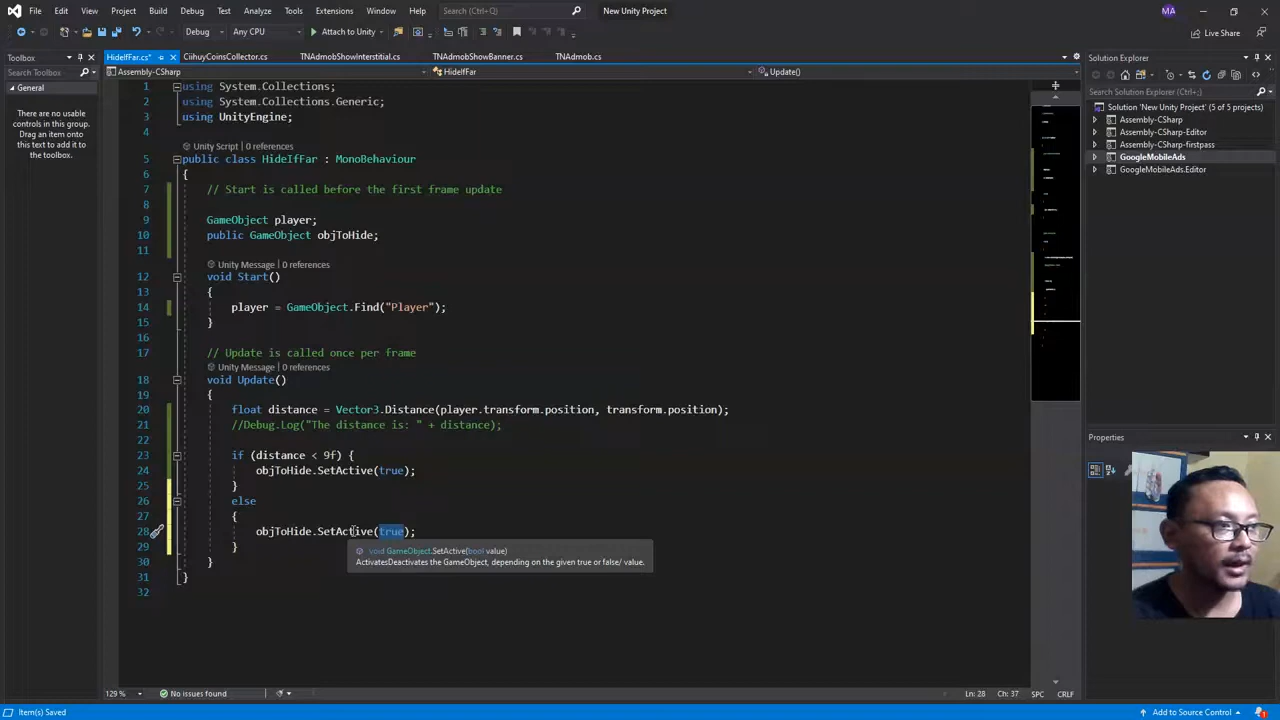 File Edit View Git Project Build Debug Test Analyze Tools Extensions Window Help Search (Ctrl+Q) New Unity Project MA
Debug Any CPU Attach to Unity Live Share
Toolbox
Search Toolbox
General
There are no usable
controls in this group.
Drag an item onto
this text to add it to
the toolbox.
HideIfFar.cs* CiihuyCoinsCollector.cs TNAdmobShowInterstitial.cs TNAdmobShowBanner.cs TNAdmob.cs
Assembly-CSharp HideIfFar Update()
1 using System.Collections;
2 using System.Collections.Generic;
3 using UnityEngine;
4
Unity Script | 0 references
5 public class HideIfFar : MonoBehaviour
6 {
7 // Start is called before the first frame update
8
9 GameObject player;
10 public GameObject objToHide;
11
Unity Message | 0 references
12 void Start()
13 {
14 player = GameObject.Find("Player");
15 }
16
17 // Update is called once per frame
Unity Message | 0 references
18 void Update()
19 {
20 float distance = Vector3.Distance(player.transform.position, transform.position);
21 //Debug.Log("The distance is: " + distance);
22
23 if (distance < 9f) {
24 objToHide.SetActive(true);
25 }
26 else
27 {
28 objToHide.SetActive(true);
29 }
30 }
31 }
32
void GameObject.SetActive(bool value)
ActivatesDeactivates the GameObject, depending on the given true or false/ value.
Solution Explorer
Search Solution Explorer
Solution 'New Unity Project' (5 of 5 projects)
Assembly-CSharp
Assembly-CSharp-Editor
Assembly-CSharp-firstpass
GoogleMobileAds
GoogleMobileAds.Editor
Properties
129 % No issues found Ln: 28 Ch: 37 SPC CRLF
Item(s) Saved Add to Source Control